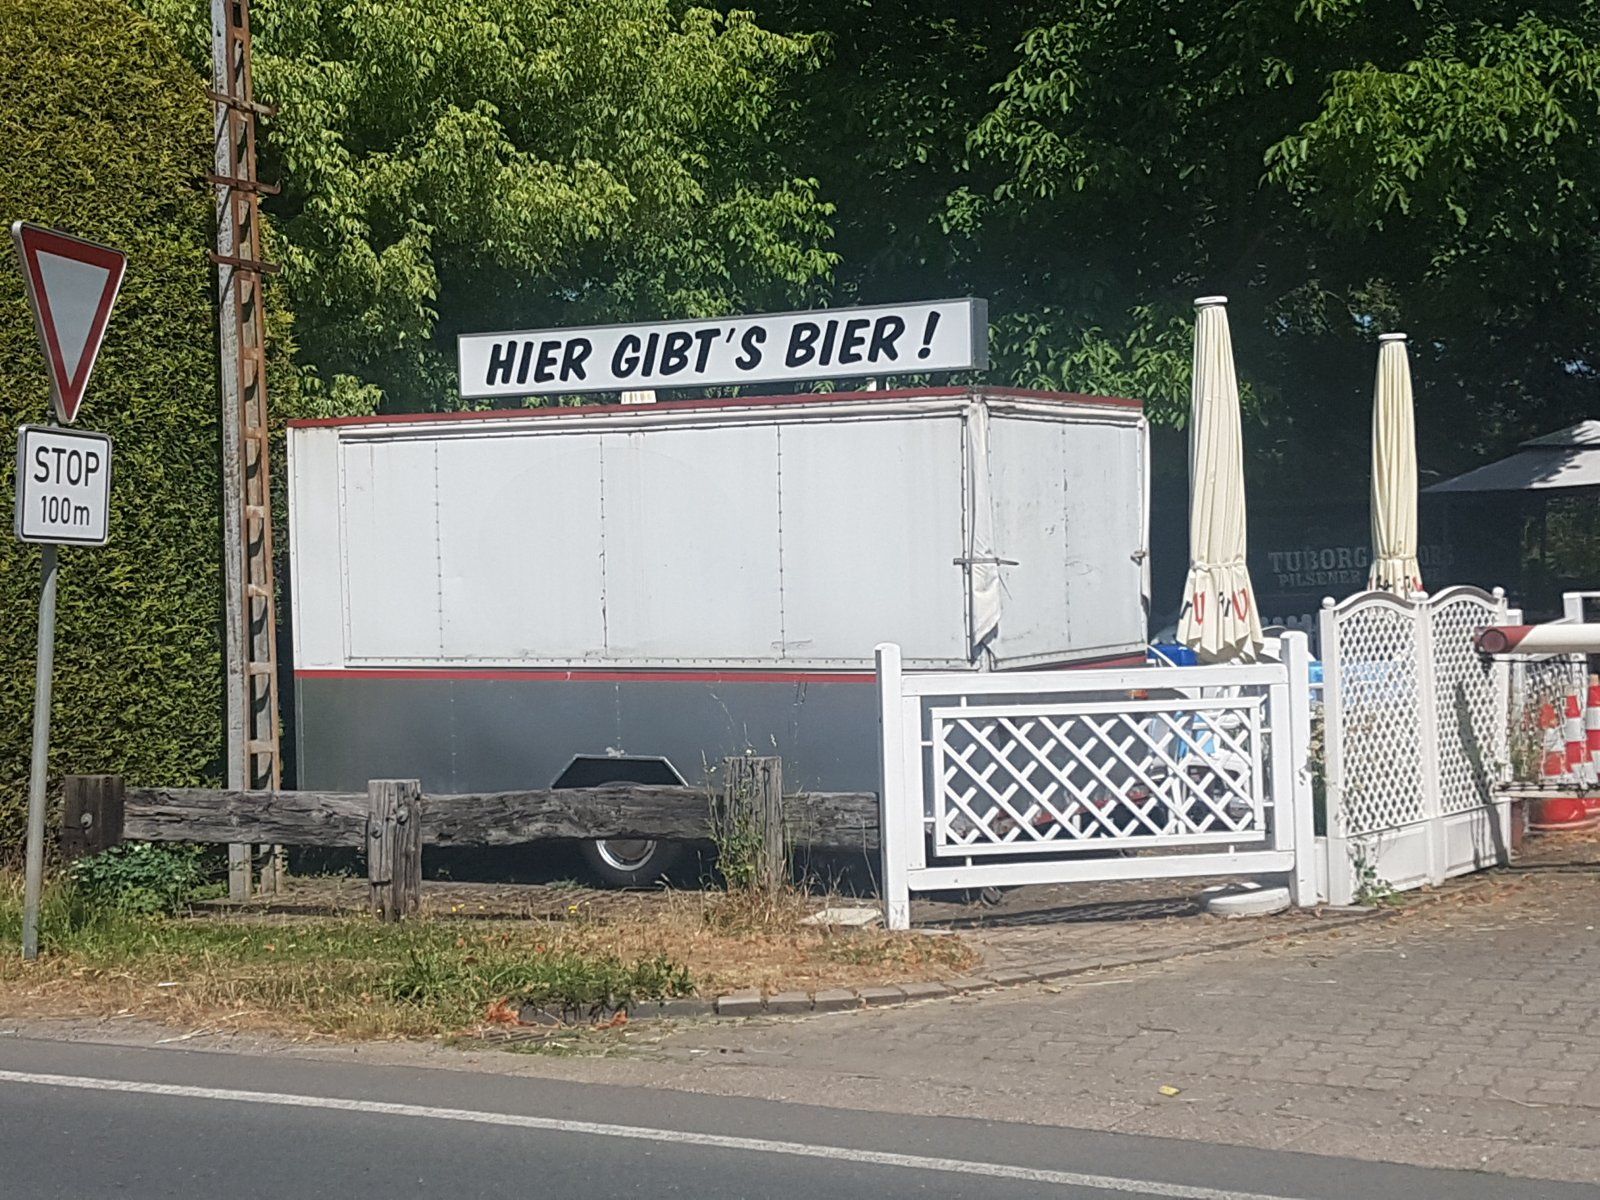 HIER GIBT'S BIER!
STOP
100m
TUBORG
PILSENER